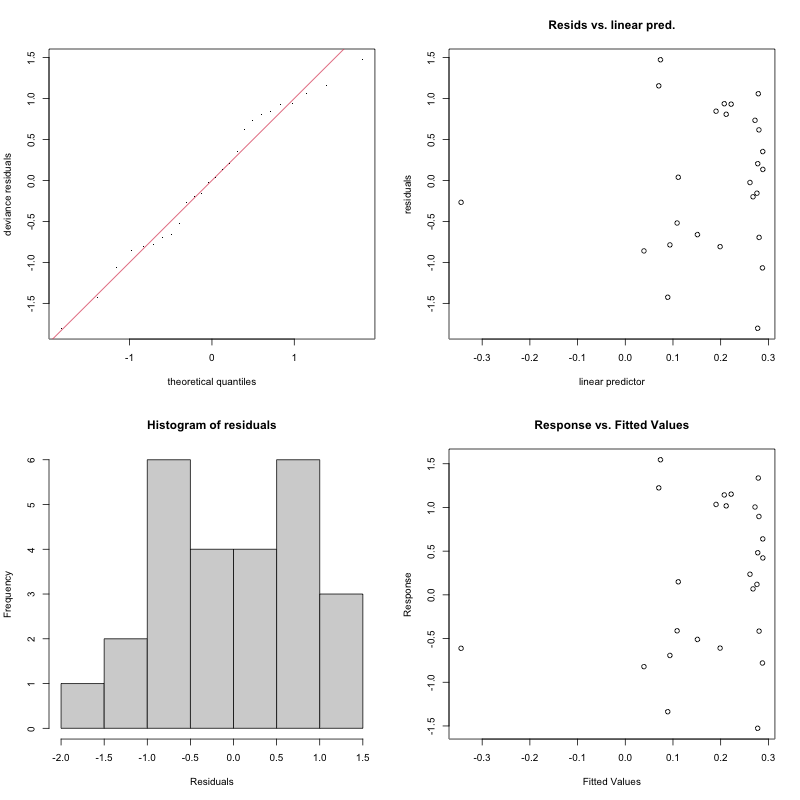 deviance residuals
-1.5 -1.0 -0.5 0.0 0.5 1.0 1.5
-1 0 1
theoretical quantiles
Resids vs. linear pred.
residuals
-1.5 -1.0 -0.5 0.0 0.5 1.0 1.5
-0.3 -0.2 -0.1 0.0 0.1 0.2 0.3
linear predictor
Histogram of residuals
Frequency
0 1 2 3 4 5 6
-2.0 -1.5 -1.0 -0.5 0.0 0.5 1.0 1.5
Residuals
Response vs. Fitted Values
Response
-1.5 -1.0 -0.5 0.0 0.5 1.0 1.5
-0.3 -0.2 -0.1 0.0 0.1 0.2 0.3
Fitted Values